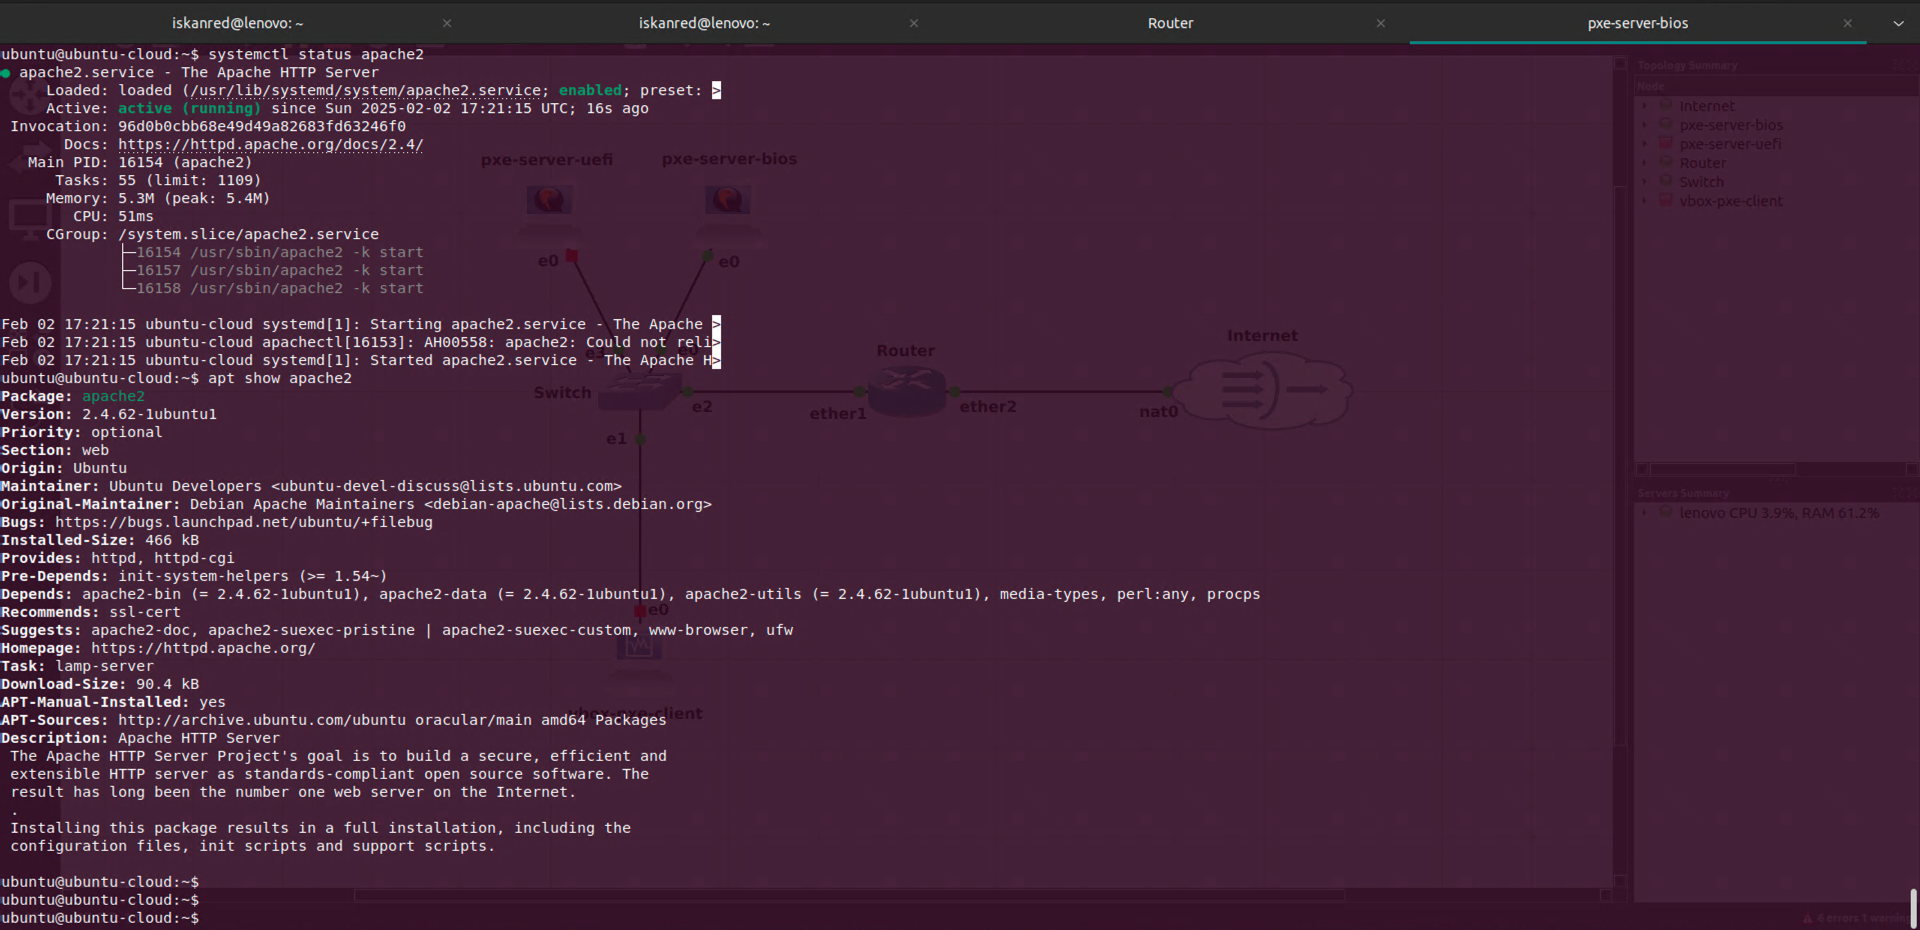 iskanred@lenovo: ~
iskanred@lenovo: ~
Router
pxe-server-bios
ubuntu@ubuntu-cloud:~$ systemctl status apache2
● apache2.service - The Apache HTTP Server
Loaded: loaded (/usr/lib/systemd/system/apache2.service; enabled; preset: >
Active: active (running) since Sun 2025-02-02 17:21:15 UTC; 16s ago
Invocation: 96d0b0cbb68e49d49a82683fd63246f0
Docs: https://httpd.apache.org/docs/2.4/
Main PID: 16154 (apache2)
Tasks: 55 (limit: 1109)
Memory: 5.3M (peak: 5.4M)
CPU: 51ms
CGroup: /system.slice/apache2.service
├─16154 /usr/sbin/apache2 -k start
├─16157 /usr/sbin/apache2 -k start
└─16158 /usr/sbin/apache2 -k start
Feb 02 17:21:15 ubuntu-cloud systemd[1]: Starting apache2.service - The Apache >
Feb 02 17:21:15 ubuntu-cloud apachectl[16153]: AH00558: apache2: Could not reli>
Feb 02 17:21:15 ubuntu-cloud systemd[1]: Started apache2.service - The Apache H>
ubuntu@ubuntu-cloud:~$ apt show apache2
Package: apache2
Version: 2.4.62-1ubuntu1
Priority: optional
Section: web
Origin: Ubuntu
Maintainer: Ubuntu Developers <ubuntu-devel-discuss@lists.ubuntu.com>
Original-Maintainer: Debian Apache Maintainers <debian-apache@lists.debian.org>
Bugs: https://bugs.launchpad.net/ubuntu/+filebug
Installed-Size: 466 kB
Provides: httpd, httpd-cgi
Pre-Depends: init-system-helpers (>= 1.54~)
Depends: apache2-bin (= 2.4.62-1ubuntu1), apache2-data (= 2.4.62-1ubuntu1), apache2-utils (= 2.4.62-1ubuntu1), media-types, perl:any, procps
Recommends: ssl-cert
Suggests: apache2-doc, apache2-suexec-pristine | apache2-suexec-custom, www-browser, ufw
Homepage: https://httpd.apache.org/
Task: lamp-server
Download-Size: 90.4 kB
APT-Manual-Installed: yes
APT-Sources: http://archive.ubuntu.com/ubuntu oracular/main amd64 Packages
Description: Apache HTTP Server
The Apache HTTP Server Project's goal is to build a secure, efficient and
extensible HTTP server as standards-compliant open source software. The
result has long been the number one web server on the Internet.
.
Installing this package results in a full installation, including the
configuration files, init scripts and support scripts.
ubuntu@ubuntu-cloud:~$
ubuntu@ubuntu-cloud:~$
ubuntu@ubuntu-cloud:~$
pxe-server-uefi
pxe-server-bios
e0
e0
Switch
e2
e1
e0
vbox-pxe-client
Router
ether1
ether2
Internet
nat0
Topology Summary
Node
Internet
pxe-server-bios
pxe-server-uefi
Router
Switch
vbox-pxe-client
Servers Summary
lenovo CPU 3.9%, RAM 61.2%
6 errors 1 warning